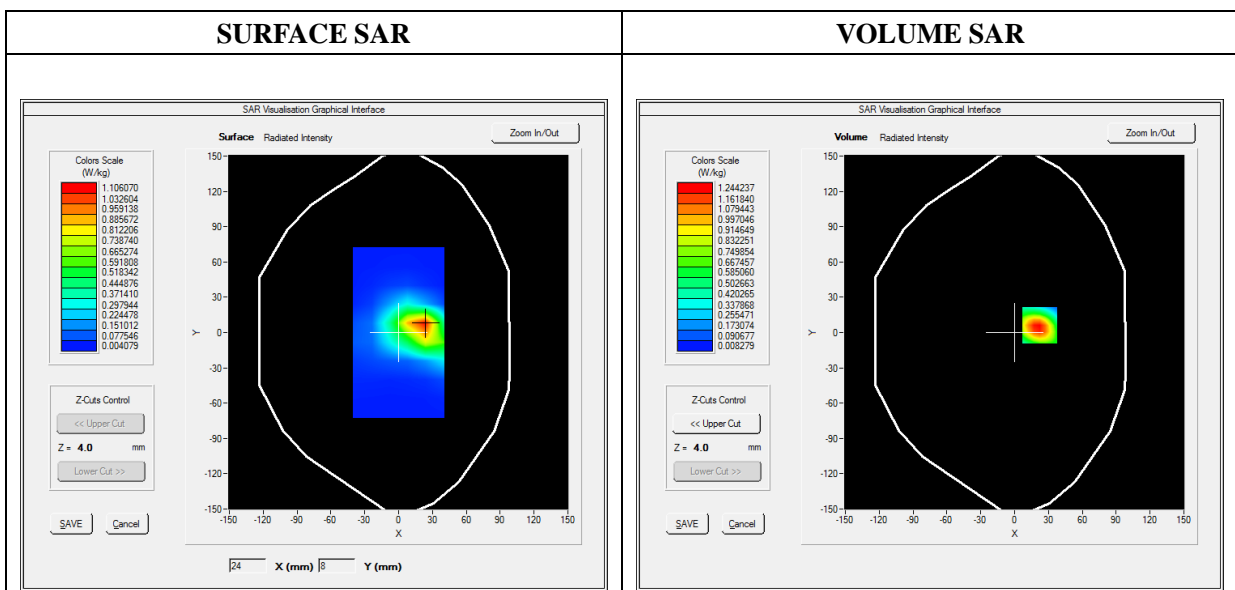 SURFACE SAR
VOLUME SAR
SAR Visualisation Graphical Interface
Surface Radiated Intensity
Zoom In/Out
Colors Scale
(W/kg)
1.106070
1.032604
0.959138
0.885672
0.812206
0.738740
0.665274
0.591808
0.518342
0.444876
0.371410
0.297944
0.224478
0.151012
0.077546
0.004079
Z-Cuts Control
<< Upper Cut
Z = 4.0 mm
Lower Cut >>
SAVE Cancel
150
120
90
60
30
0
-30
-60
-90
-120
-150
Y
-150 -120 -90 -60 -30 0 30 60 90 120 150
X
24 X (mm) 8 Y (mm)
SAR Visualisation Graphical Interface
Volume Radiated Intensity
Zoom In/Out
Colors Scale
(W/kg)
1.244237
1.161840
1.079443
0.997046
0.914649
0.832251
0.749854
0.667457
0.585060
0.502663
0.420265
0.337868
0.255471
0.173074
0.090677
0.008279
Z-Cuts Control
<< Upper Cut
Z = 4.0 mm
Lower Cut >>
SAVE Cancel
150
120
90
60
30
0
-30
-60
-90
-120
-150
Y
-150 -120 -90 -60 -30 0 30 60 90 120 150
X